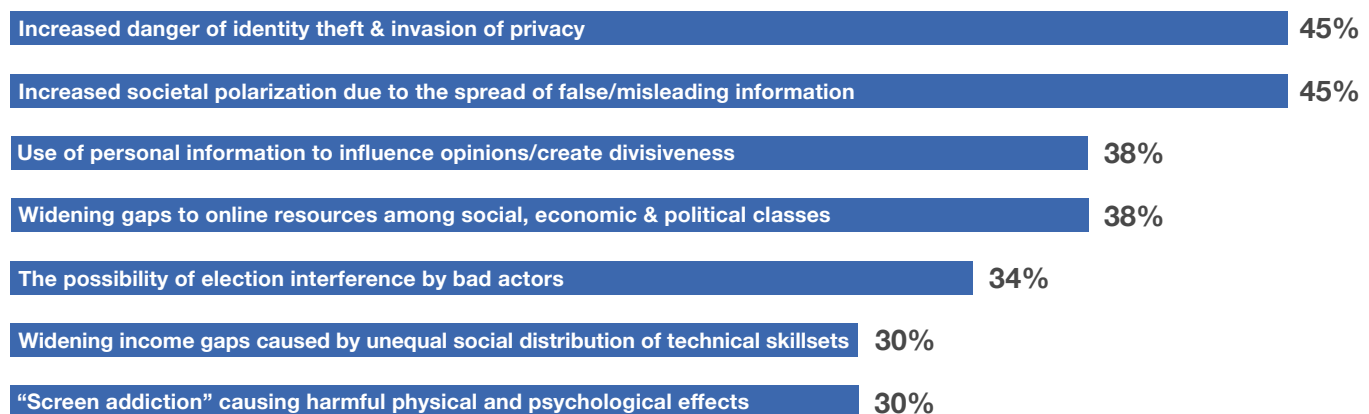 Increased danger of identity theft & invasion of privacy 45%
Increased societal polarization due to the spread of false/misleading information 45%
Use of personal information to influence opinions/create divisiveness 38%
Widening gaps to online resources among social, economic & political classes 38%
The possibility of election interference by bad actors 34%
Widening income gaps caused by unequal social distribution of technical skillsets 30%
“Screen addiction” causing harmful physical and psychological effects 30%